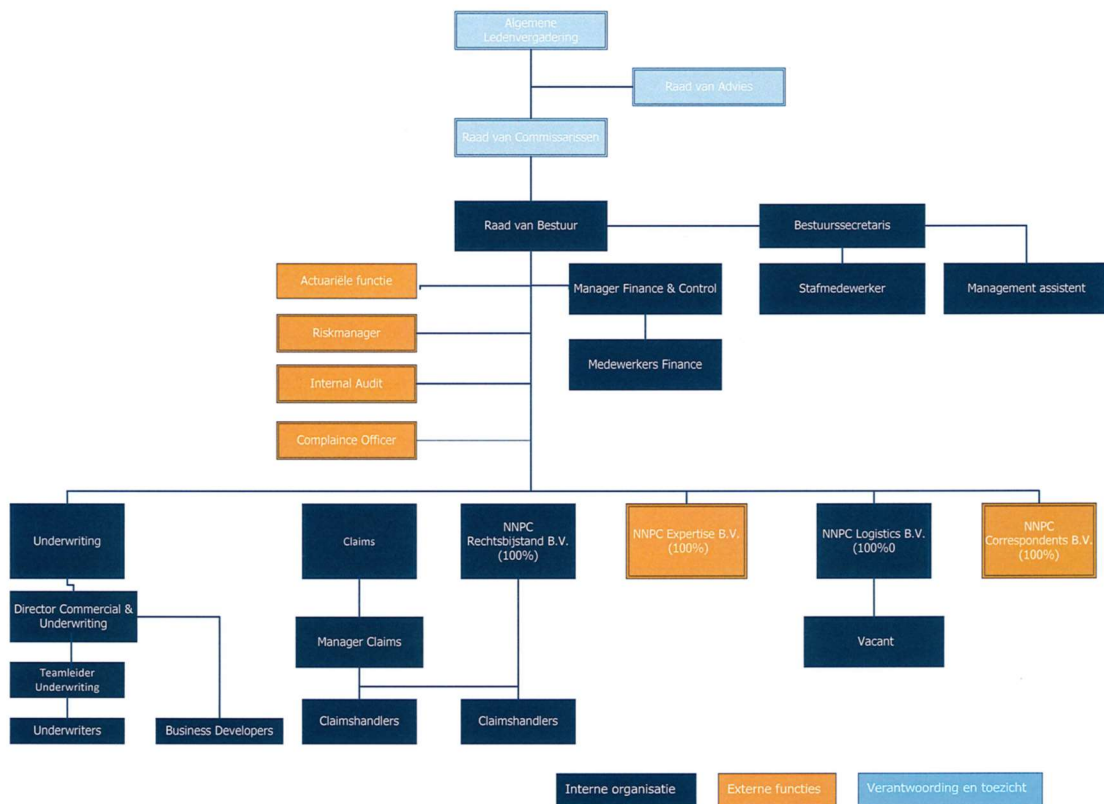 Algemene
Ledenvergadering
Raad van Advies
Raad van Commissarissen
Raad van Bestuur
Bestuurssecretaris
Actuariële functie
Manager Finance & Control
Stafmedewerker
Management assistent
Riskmanager
Medewerkers Finance
Internal Audit
Complaince Officer
Underwriting
Claims
NNPC
Rechtsbijstand B.V.
(100%)
NNPC Expertise B.V.
(100%)
NNPC Logistics B.V.
(100%0
NNPC
Correspondents B.V.
(100%)
Director Commercial &
Underwriting
Manager Claims
Vacant
Teamleider
Underwriting
Underwriters
Business Developers
Claimshandlers
Claimshandlers
Interne organisatie
Externe functies
Verantwoording en toezicht